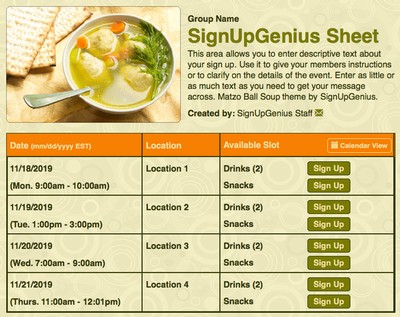 Group Name
SignUpGenius Sheet
This area allows you to enter descriptive text about
your sign up. Use it to give your members instructions
or to clarify on the details of the event. Enter as little or
as much text as you need to get your message
across. Matzo Ball Soup theme by SignUpGenius.
Created by: SignUpGenius Staff
Date (mm/dd/yyyy EST) Location Available Slot Calendar View
11/18/2019 Location 1 Drinks (2) Sign Up
(Mon. 9:00am - 10:00am) Snacks Sign Up
11/19/2019 Location 2 Drinks (2) Sign Up
(Tue. 1:00pm - 3:00pm) Snacks Sign Up
11/20/2019 Location 3 Drinks (2) Sign Up
(Wed. 7:00am - 9:00am) Snacks Sign Up
11/21/2019 Location 4 Drinks (2) Sign Up
(Thurs. 11:00am - 12:01pm) Snacks Sign Up